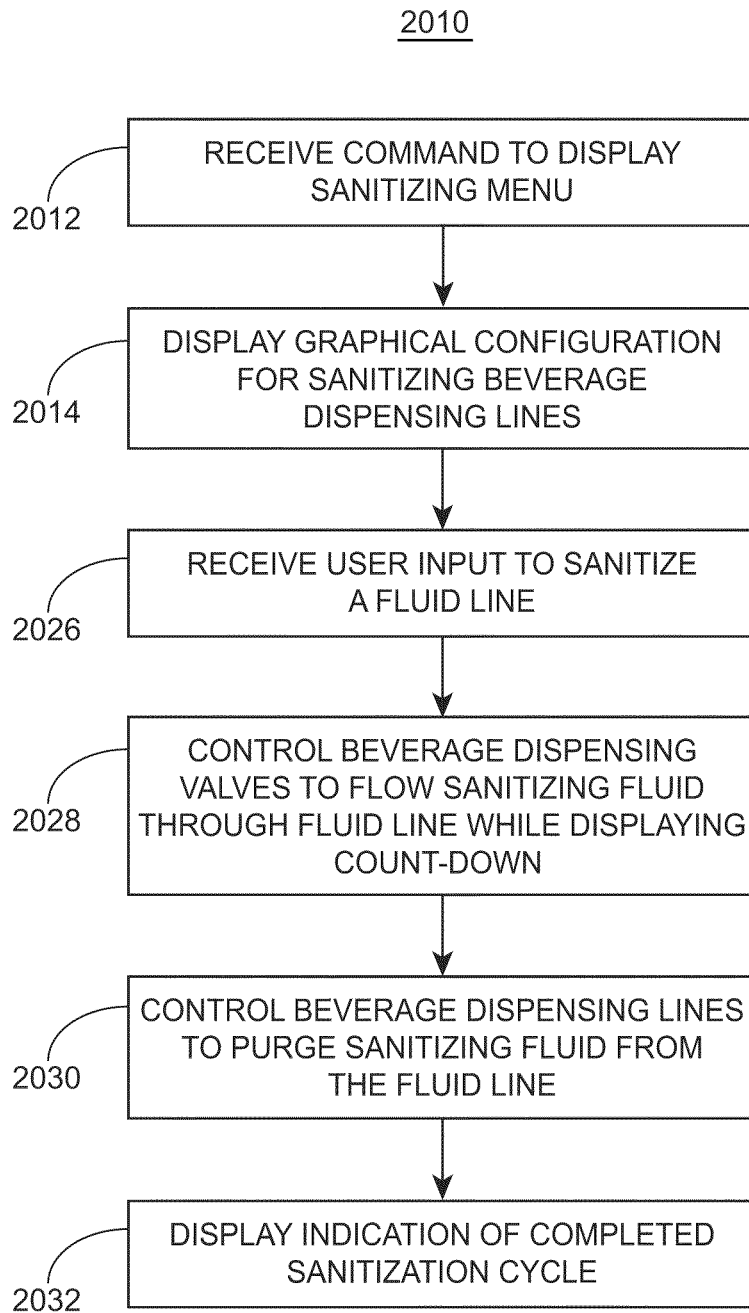 2010
RECEIVE COMMAND TO DISPLAY
SANITIZING MENU
2012
DISPLAY GRAPHICAL CONFIGURATION
FOR SANITIZING BEVERAGE
DISPENSING LINES
2014
RECEIVE USER INPUT TO SANITIZE
A FLUID LINE
2026
CONTROL BEVERAGE DISPENSING
VALVES TO FLOW SANITIZING FLUID
THROUGH FLUID LINE WHILE DISPLAYING
COUNT-DOWN
2028
CONTROL BEVERAGE DISPENSING LINES
TO PURGE SANITIZING FLUID FROM
THE FLUID LINE
2030
DISPLAY INDICATION OF COMPLETED
SANITIZATION CYCLE
2032